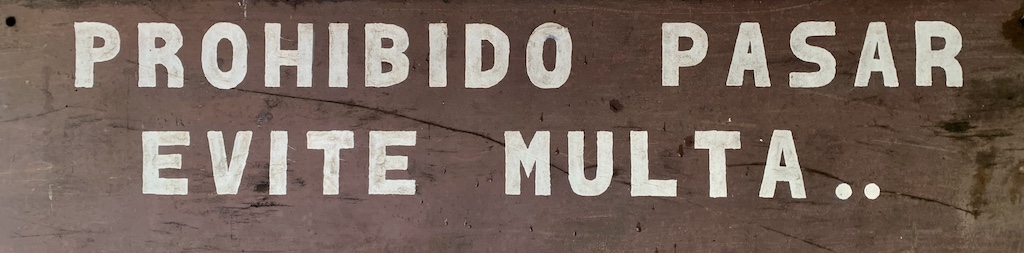 PROHIBIDO PASAR
EVITE MULTA..